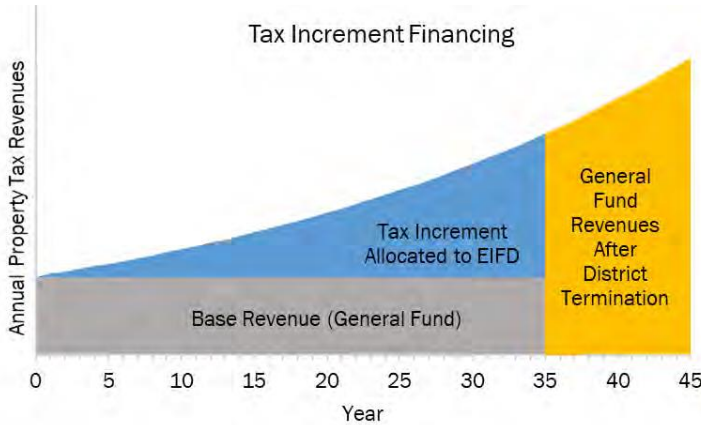 Tax Increment Financing
Annual Property Tax Revenues
Tax Increment
Allocated to EIFD
Base Revenue (General Fund)
General
Fund
Revenues
After
District
Termination
0 5 10 15 20 25 30 35 40 45
Year